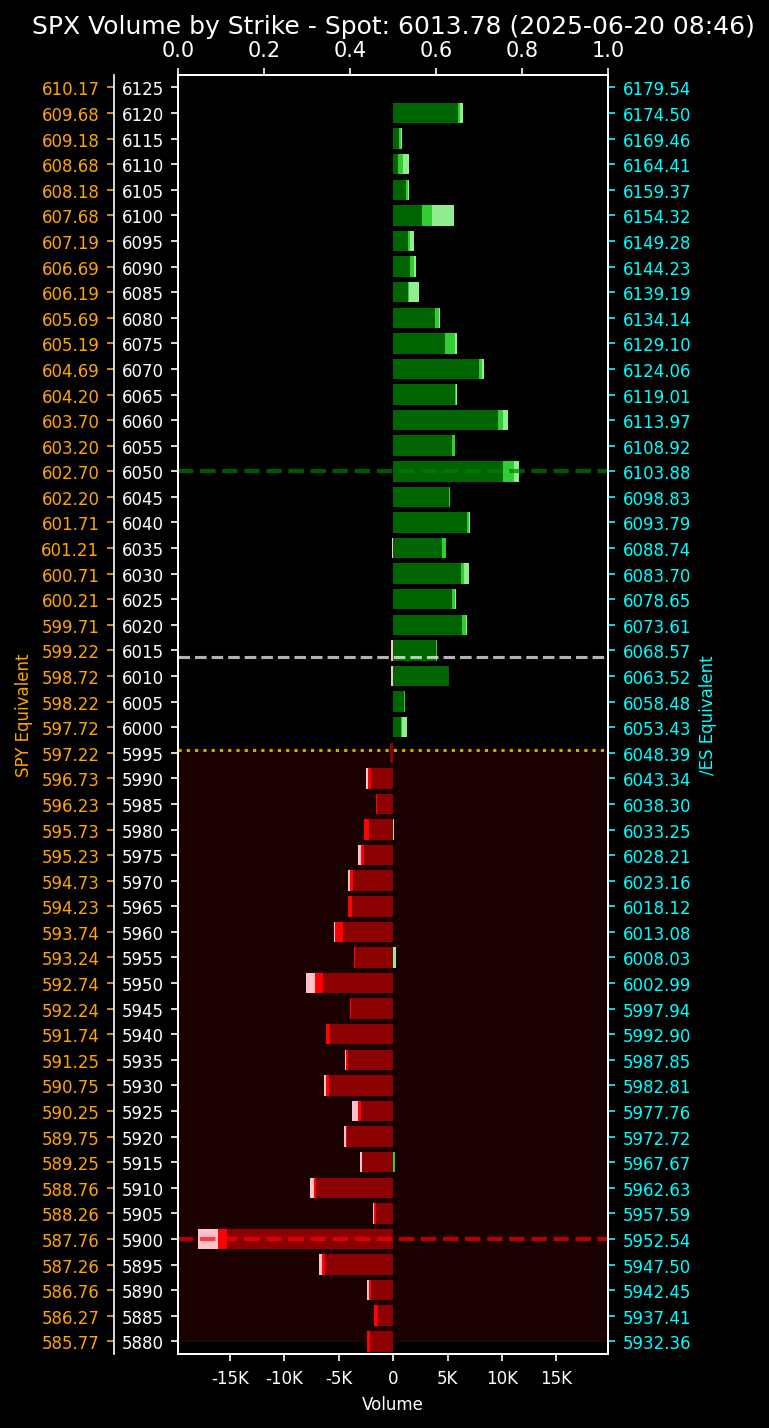 SPX Volume by Strike - Spot: 6013.78 (2025-06-20 08:46)
0.0 0.2 0.4 0.6 0.8 1.0
610.17 6125 6179.54
609.68 6120 6174.50
609.18 6115 6169.46
608.68 6110 6164.41
608.18 6105 6159.37
607.68 6100 6154.32
607.19 6095 6149.28
606.69 6090 6144.23
606.19 6085 6139.19
605.69 6080 6134.14
605.19 6075 6129.10
604.69 6070 6124.06
604.20 6065 6119.01
603.70 6060 6113.97
603.20 6055 6108.92
602.70 6050 6103.88
602.20 6045 6098.83
601.71 6040 6093.79
601.21 6035 6088.74
600.71 6030 6083.70
600.21 6025 6078.65
599.71 6020 6073.61
599.22 6015 6068.57
598.72 6010 6063.52
598.22 6005 6058.48
597.72 6000 6053.43
597.22 5995 6048.39
596.73 5990 6043.34
596.23 5985 6038.30
595.73 5980 6033.25
595.23 5975 6028.21
594.73 5970 6023.16
594.23 5965 6018.12
593.74 5960 6013.08
593.24 5955 6008.03
592.74 5950 6002.99
592.24 5945 5997.94
591.74 5940 5992.90
591.25 5935 5987.85
590.75 5930 5982.81
590.25 5925 5977.76
589.75 5920 5972.72
589.25 5915 5967.67
588.76 5910 5962.63
588.26 5905 5957.59
587.76 5900 5952.54
587.26 5895 5947.50
586.76 5890 5942.45
586.27 5885 5937.41
585.77 5880 5932.36
SPY Equivalent
/ES Equivalent
-15K -10K -5K 0 5K 10K 15K
Volume